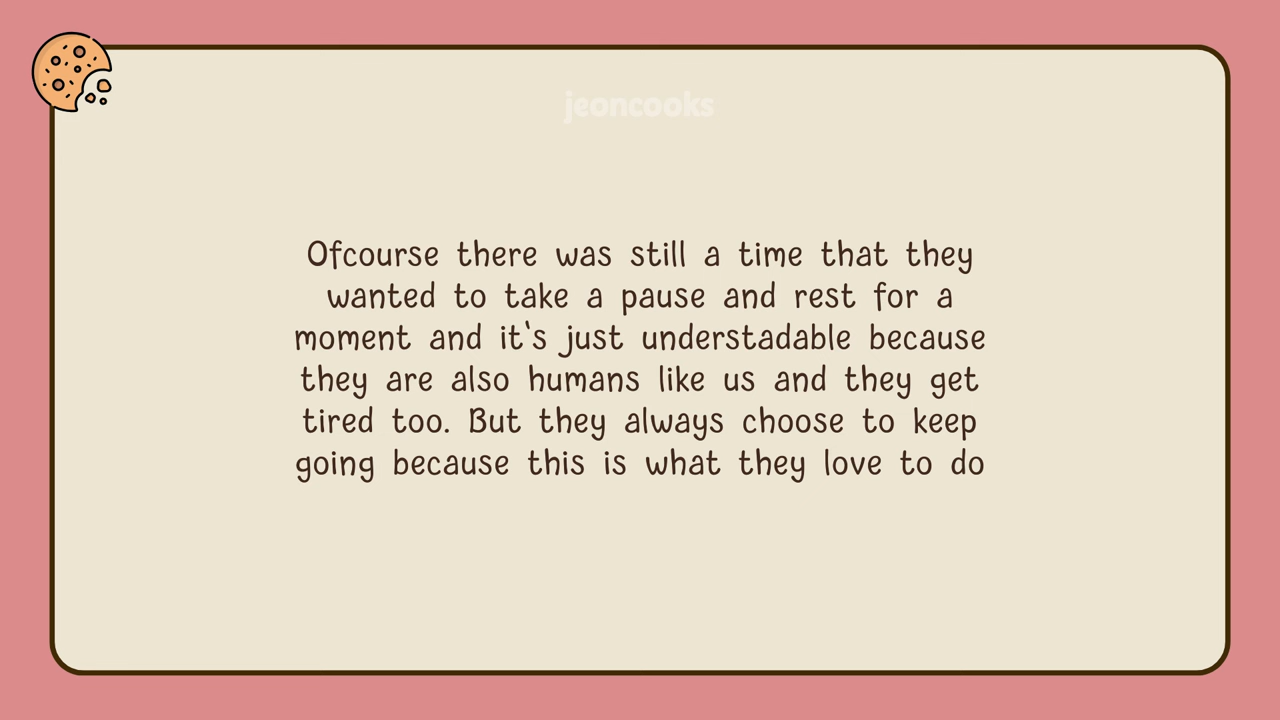 jeoncooks
Ofcourse there was still a time that they
wanted to take a pause and rest for a
moment and it's just understadable because
they are also humans like us and they get
tired too. But they always choose to keep
going because this is what they love to do